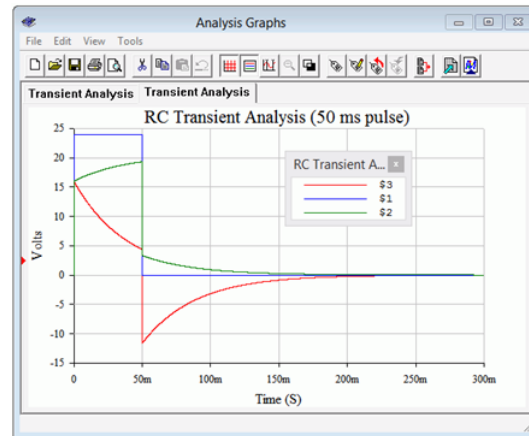 Analysis Graphs
File Edit View Tools
Transient Analysis Transient Analysis
RC Transient Analysis (50 ms pulse)
25
20
15
10
5
0
-5
-10
-15
Volts
RC Transient A... x
$3
$1
$2
0 50m 100m 150m 200m 250m 300m
Time (S)